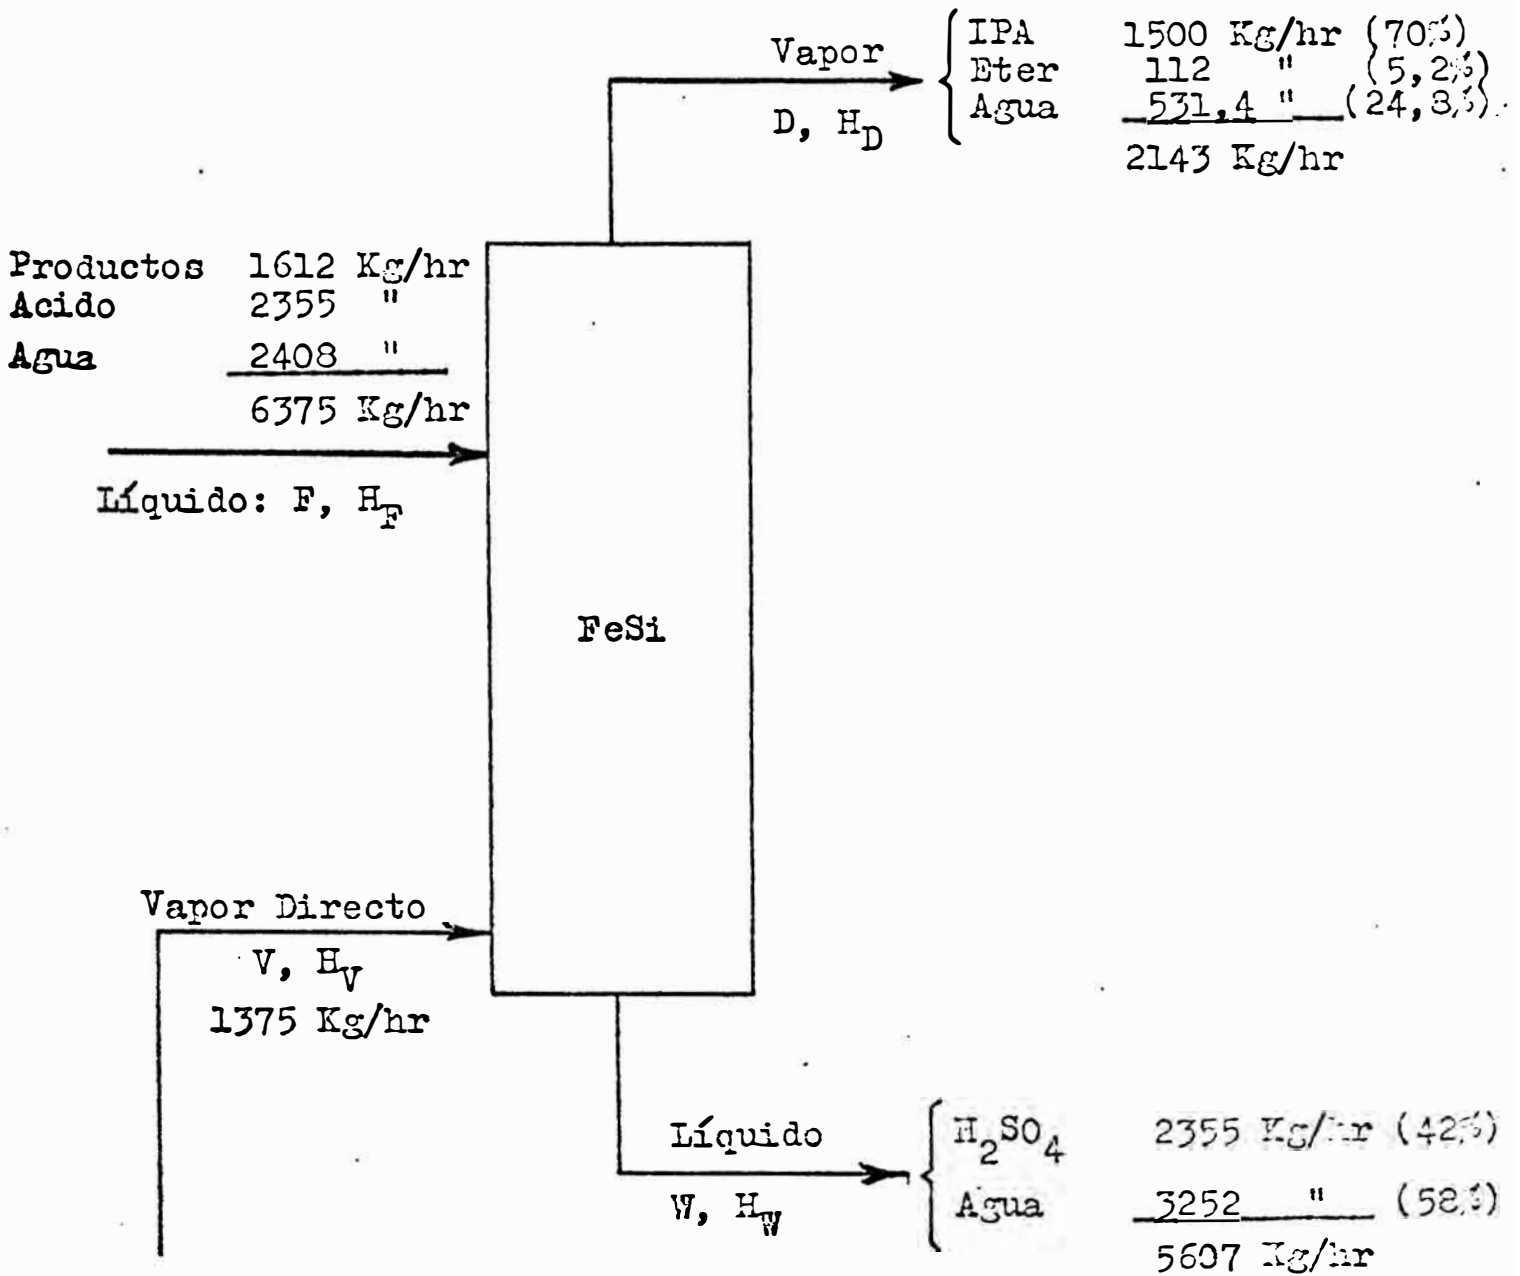 Vapor
D, H_D
IPA 1500 Kg/hr (70%)
Eter 112 " (5,2%)
Agua 531,4 " (24,8%)
2143 Kg/hr
Productos 1612 Kg/hr
Acido 2355 "
Agua 2408 "
6375 Kg/hr
Líquido: F, H_F
FeSi
Vapor Directo
V, H_V
1375 Kg/hr
Líquido
W, H_W
H_2SO_4 2355 Kg/hr (42%)
Agua 3252 " (58%)
5607 Kg/hr